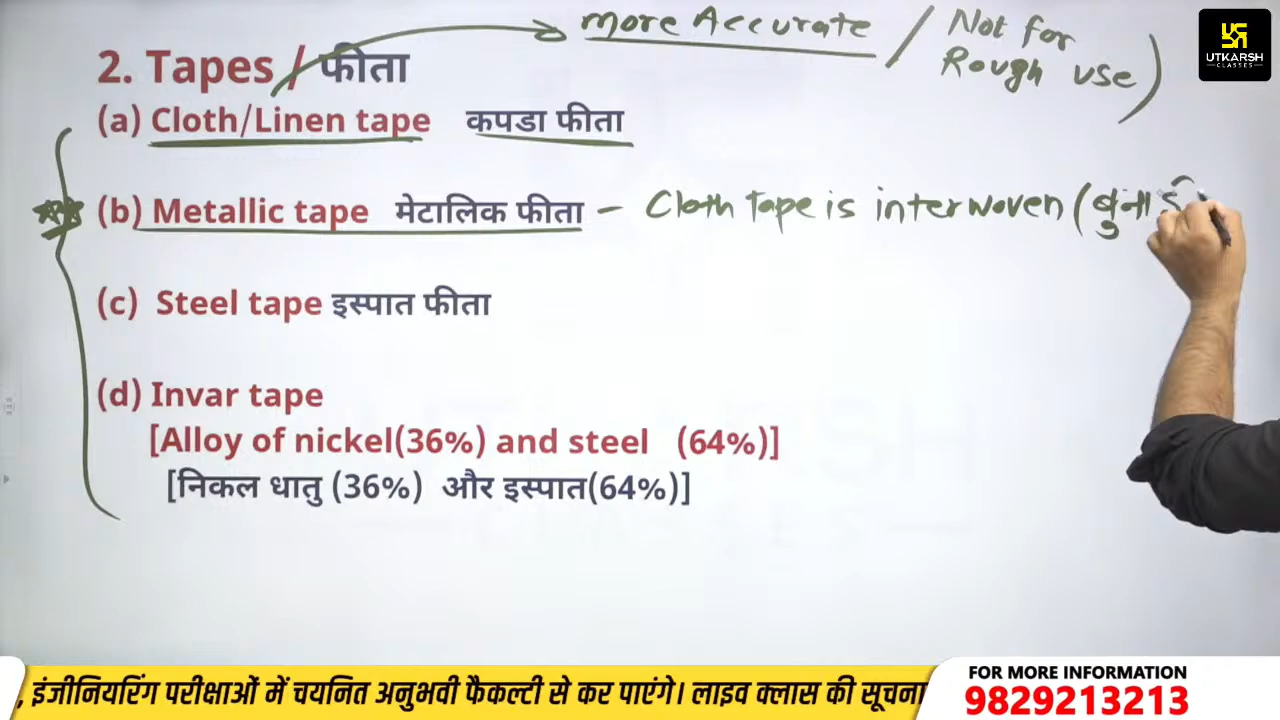 more Accurate / Not for
Rough use )
UTKARSH
CLASSES
2. Tapes / फीता
(a) Cloth/Linen tape कपडा फीता
(b) Metallic tape मेटालिक फीता – Cloth Tape is interwoven (
(c) Steel tape इस्पात फीता
(d) Invar tape
[Alloy of nickel(36%) and steel (64%)]
[निकल धातु (36%) और इस्पात(64%)]
, इंजीनियरिंग परीक्षाओं में चयनित अनुभवी फैकल्टी से कर पाएंगे। लाइव क्लास की सूचना
FOR MORE INFORMATION
9829213213